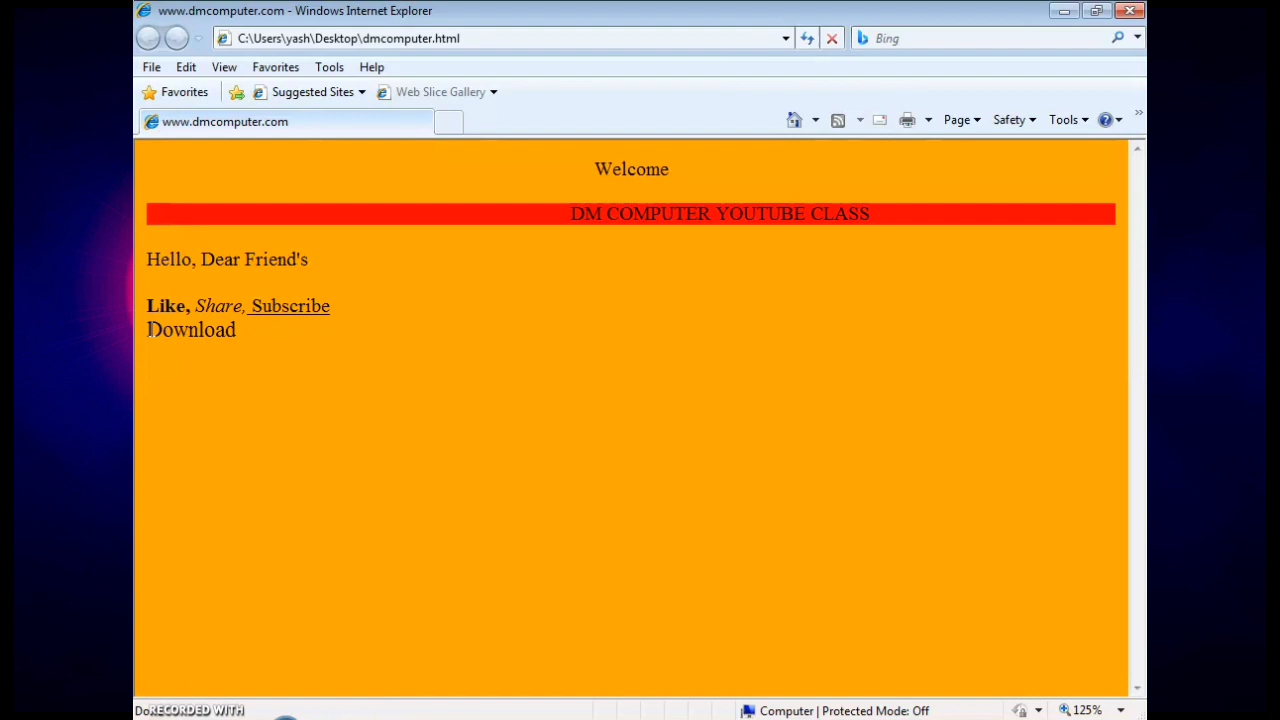 www.dmcomputer.com - Windows Internet Explorer
C:\Users\yash\Desktop\dmcomputer.html
Bing
File Edit View Favorites Tools Help
Favorites Suggested Sites Web Slice Gallery
www.dmcomputer.com
Page Safety Tools
Welcome
DM COMPUTER YOUTUBE CLASS
Hello, Dear Friend's
Like, Share, Subscribe
Download
Do
RECORDED WITH
Computer | Protected Mode: Off
125%